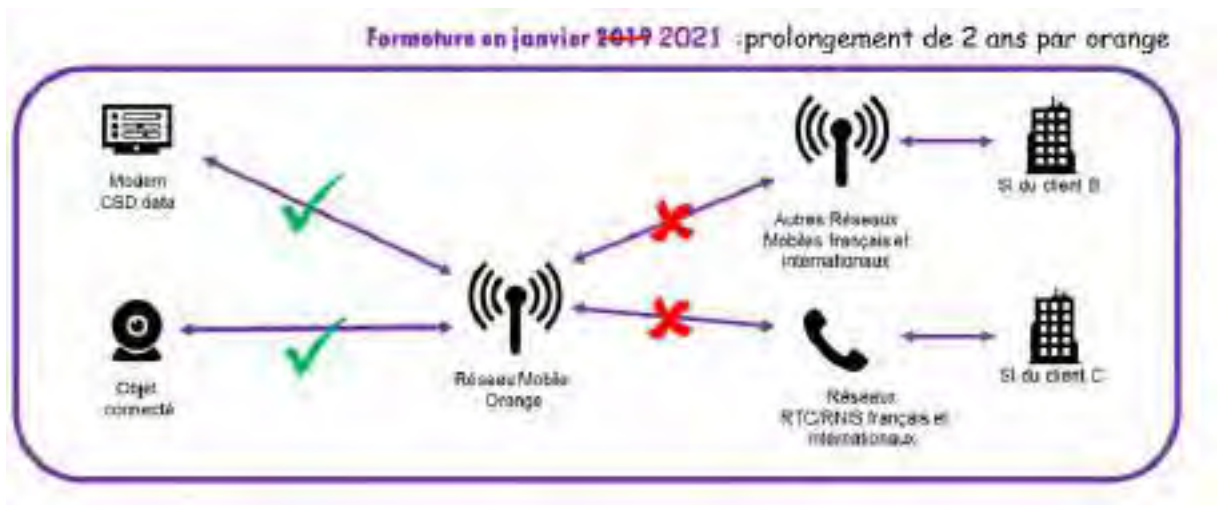 Fermeture en janvier 2019 2021 :prolongement de 2 ans par orange
Modem
CSD data
Objet
connecté
Réseau Mobile
Orange
Autres Réseaux
Mobiles français et
internationaux
SI du client B
Réseaux
RTC/RNIS français et
internationaux
SI du client C